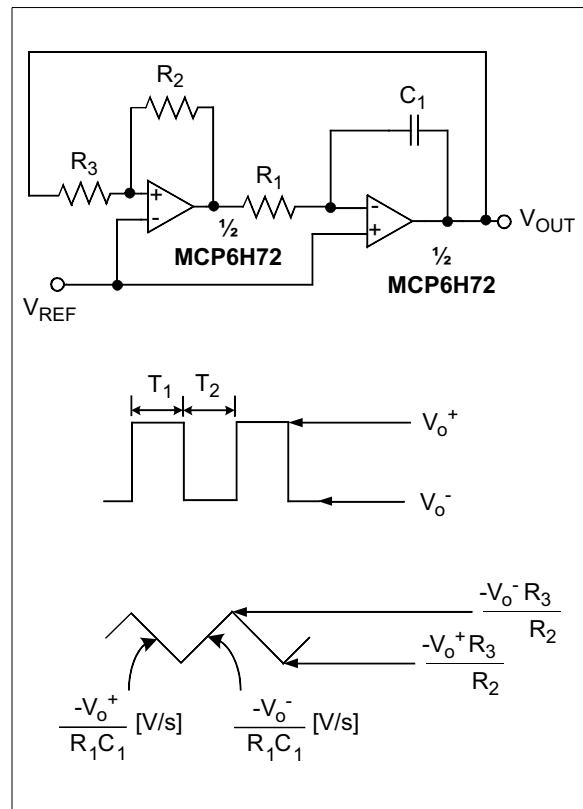 R2
C1
R3
R1
+
-
-
+
½
MCP6H72
½
MCP6H72
VOUT
VREF
T1 T2
Vo+
Vo-
-Vo- R3
R2
-Vo+ R3
R2
-Vo+
R1C1
[V/s]
-Vo-
R1C1
[V/s]